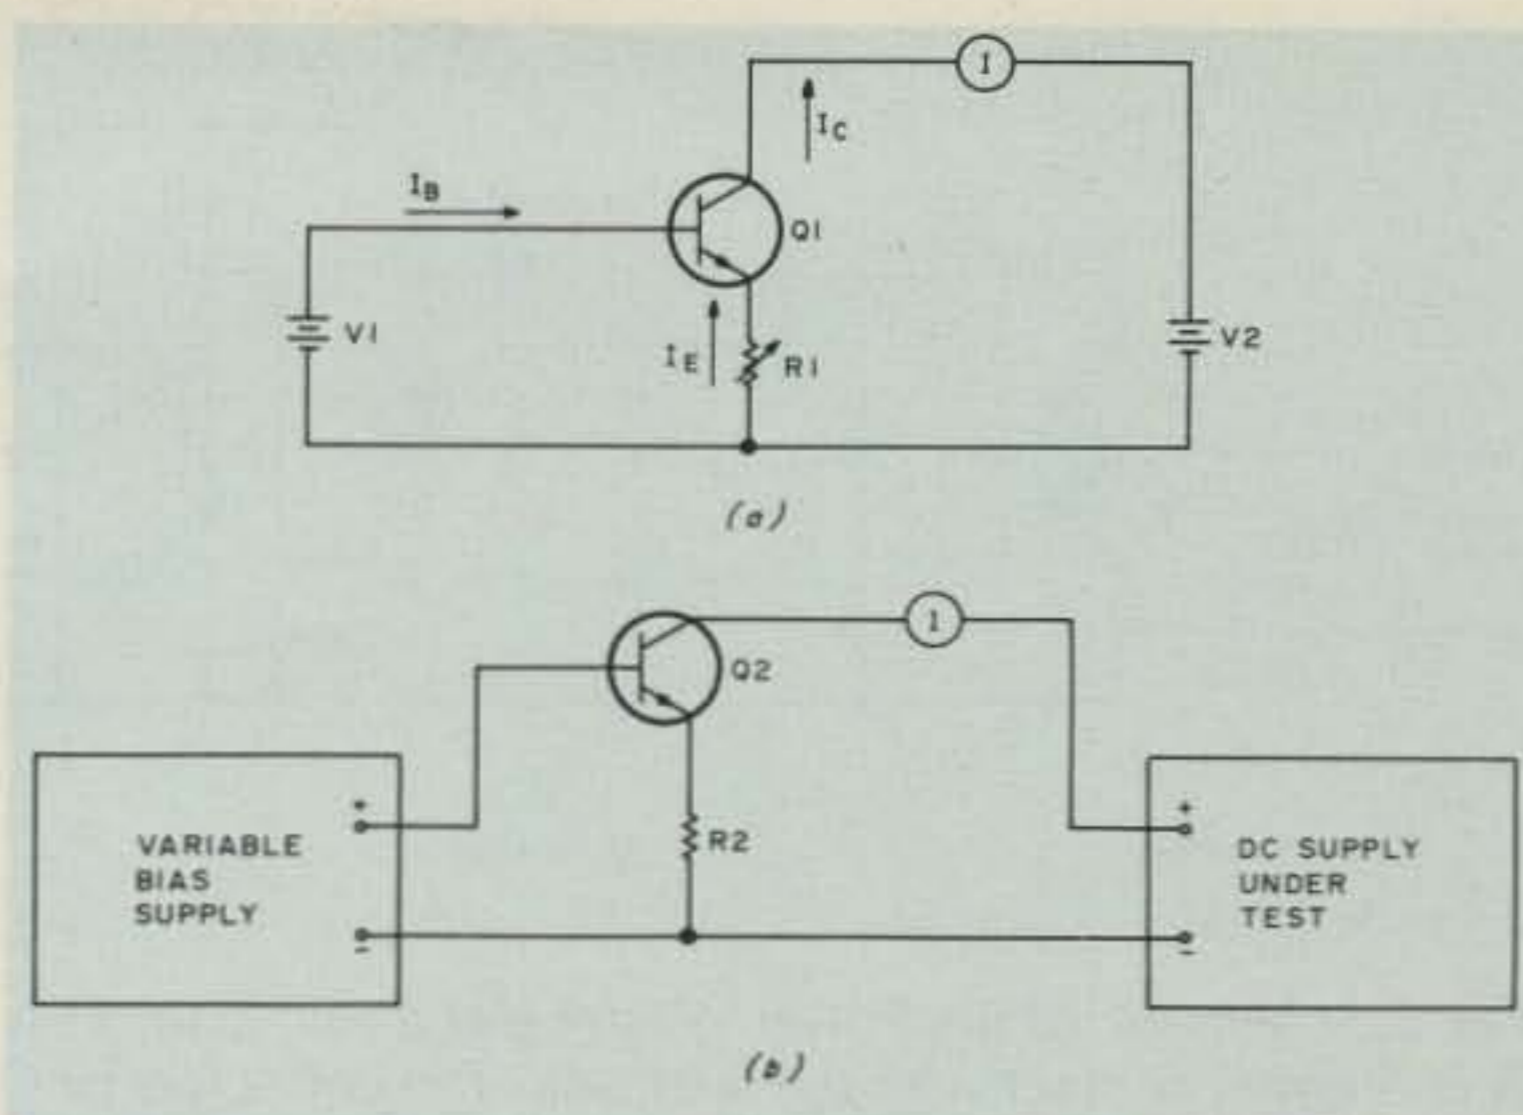 I
IC
IB
Q1
V1
IE
R1
V2
(a)
I
Q2
+
+
VARIABLE
BIAS
SUPPLY
R2
DC SUPPLY
UNDER
TEST
-
-
(b)